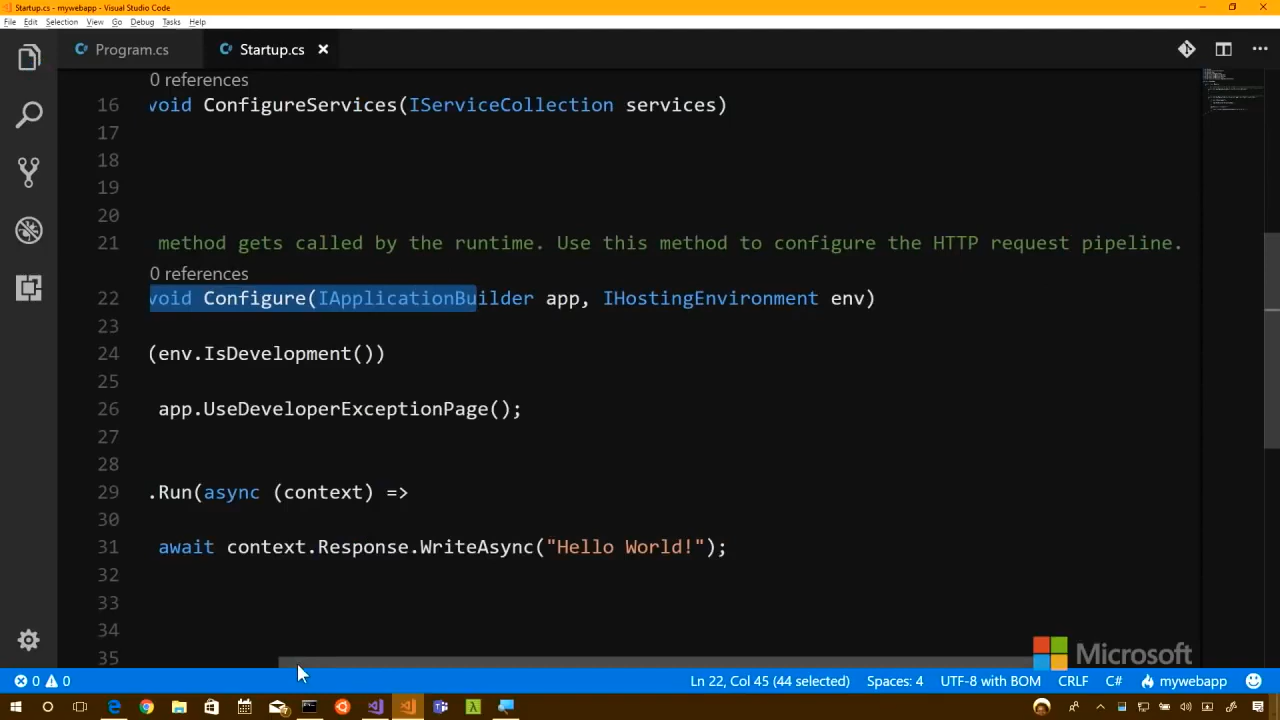 Startup.cs - mywebapp - Visual Studio Code
File Edit Selection View Go Debug Tasks Help
Program.cs Startup.cs
0 references
16 void ConfigureServices(IServiceCollection services)
17
18
19
20
21 method gets called by the runtime. Use this method to configure the HTTP request pipeline.
0 references
22 void Configure(IApplicationBuilder app, IHostingEnvironment env)
23
24 (env.IsDevelopment())
25
26 app.UseDeveloperExceptionPage();
27
28
29 .Run(async (context) =>
30
31 await context.Response.WriteAsync("Hello World!");
32
33
34
35
Microsoft
0 0 Ln 22, Col 45 (44 selected) Spaces: 4 UTF-8 with BOM CRLF C# mywebapp